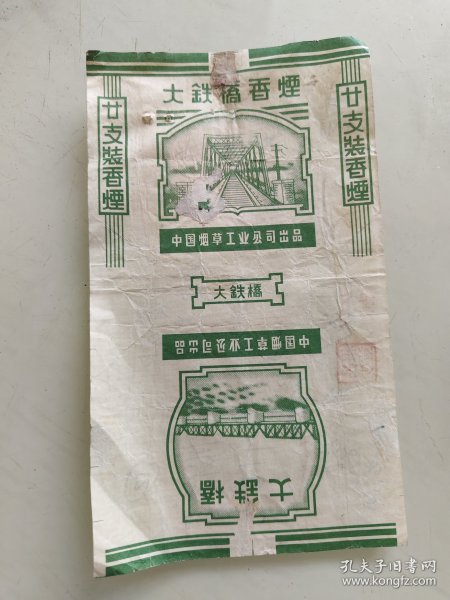 大鉄橋香煙
廿支裝香煙
廿支裝香煙
中国烟草工业公司出品
大鉄橋
中国烟草工业公司出品
大鉄橋
孔夫子旧书网
www.kongfz.com